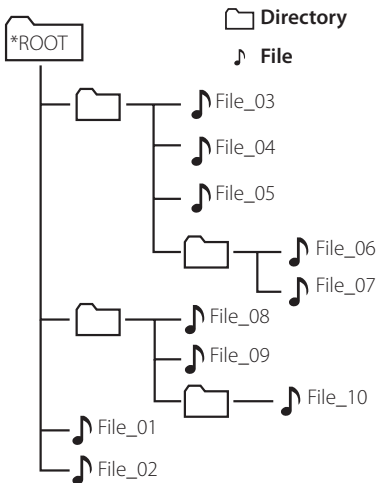 Directory
*ROOT
File
File_03
File_04
File_05
File_06
File_07
File_08
File_09
File_10
File_01
File_02